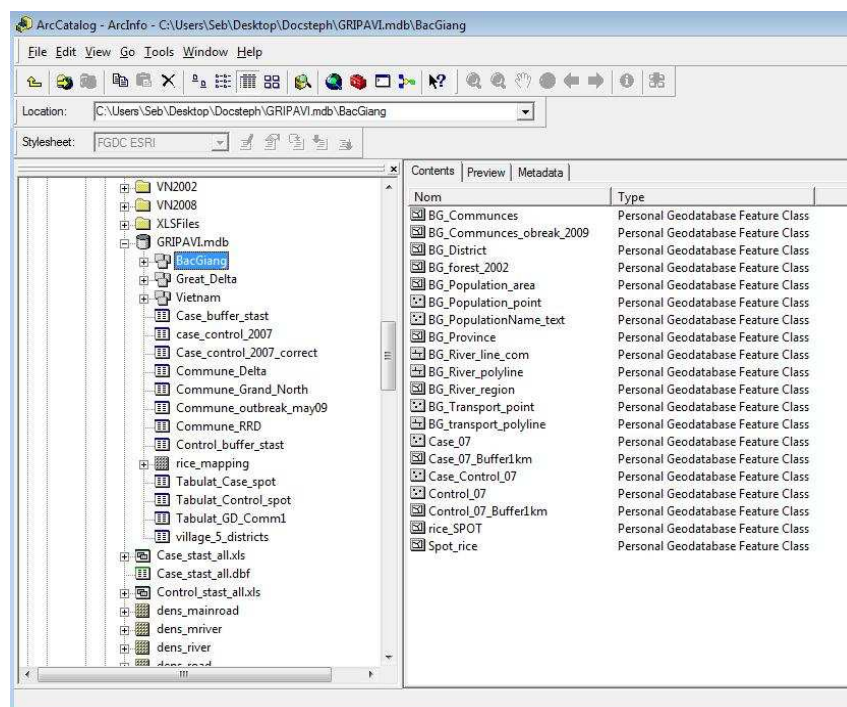 ArcCatalog - ArcInfo - C:\Users\Seb\Desktop\Docsteph\GRIPAVI.mdb\BacGiang
File Edit View Go Tools Window Help
Location: C:\Users\Seb\Desktop\Docsteph\GRIPAVI.mdb\BacGiang
Stylesheet: FGDC ESRI
VN2002
VN2008
XLSFiles
GRIPAVI.mdb
BacGiang
Great_Delta
Vietnam
Case_buffer_stast
case_control_2007
Case_control_2007_correct
Commune_Delta
Commune_Grand_North
Commune_outbreak_may09
Commune_RRD
Control_buffer_stast
rice_mapping
Tabulat_Case_spot
Tabulat_Control_spot
Tabulat_GD_Comm1
village_5_districts
Case_stast_all.xls
Case_stast_all.dbf
Control_stast_all.xls
dens_mainroad
dens_mriver
dens_river
dens_road
Contents Preview Metadata
Nom Type
BG_Communces Personal Geodatabase Feature Class
BG_Communces_obreak_2009 Personal Geodatabase Feature Class
BG_District Personal Geodatabase Feature Class
BG_forest_2002 Personal Geodatabase Feature Class
BG_Population_area Personal Geodatabase Feature Class
BG_Population_point Personal Geodatabase Feature Class
BG_PopulationName_text Personal Geodatabase Feature Class
BG_Province Personal Geodatabase Feature Class
BG_River_line_com Personal Geodatabase Feature Class
BG_River_polyline Personal Geodatabase Feature Class
BG_River_region Personal Geodatabase Feature Class
BG_Transport_point Personal Geodatabase Feature Class
BG_transport_polyline Personal Geodatabase Feature Class
Case_07 Personal Geodatabase Feature Class
Case_07_Buffer1km Personal Geodatabase Feature Class
Case_Control_07 Personal Geodatabase Feature Class
Control_07 Personal Geodatabase Feature Class
Control_07_Buffer1km Personal Geodatabase Feature Class
rice_SPOT Personal Geodatabase Feature Class
Spot_rice Personal Geodatabase Feature Class